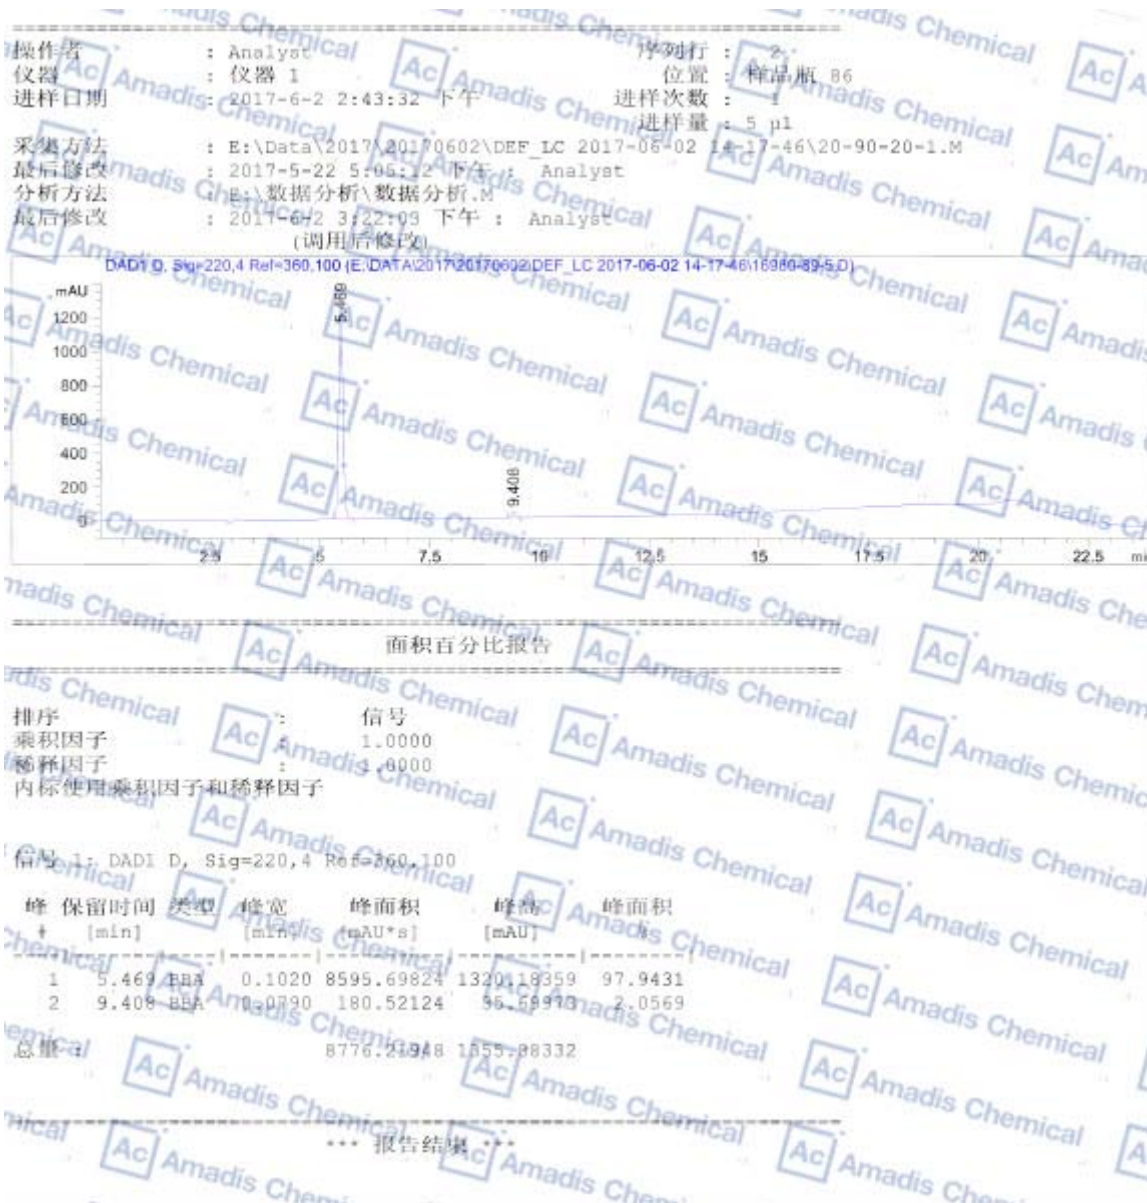 操作者 : Analyst 序列行 : 2
仪器 : 仪器 1 位置 : 样品瓶 86
进样日期 : 2017-6-2 2:43:32 下午 进样次数 : 1
进样量 : 5 µl
采集方法 : E:\Data\2017\20170602\DEF_LC 2017-06-02 14-17-46\20-90-20-1.M
最后修改 : 2017-5-22 5:05:12 下午 : Analyst
分析方法 : E:\数据分析\数据分析.M
最后修改 : 2017-6-2 3:22:09 下午 : Analyst
(调用后修改)
DAD1 D, Sig=220,4 Ref=360,100 (E:\DATA\2017\20170602\DEF_LC 2017-06-02 14-17-46\16980-89-5.D)
mAU
1200
1000
800
600
400
200
0
5.469
9.408
2.5 5 7.5 10 12.5 15 17.5 20 22.5
面积百分比报告
排序 : 信号
乘积因子 : 1.0000
稀释因子 : 1.0000
内标使用乘积因子和稀释因子
信号 1: DAD1 D, Sig=220,4 Ref=360,100
峰 保留时间 类型 峰宽 峰面积 峰高 峰面积
# [min] [min] [mAU*s] [mAU] %
1 5.469 BBA 0.1020 8595.69824 1320.18359 97.9431
2 9.408 BBA 0.0790 180.52124 35.69973 2.0569
总量 : 8776.21948 1355.88332
*** 报告结束 ***
Ac Amadis Chemical